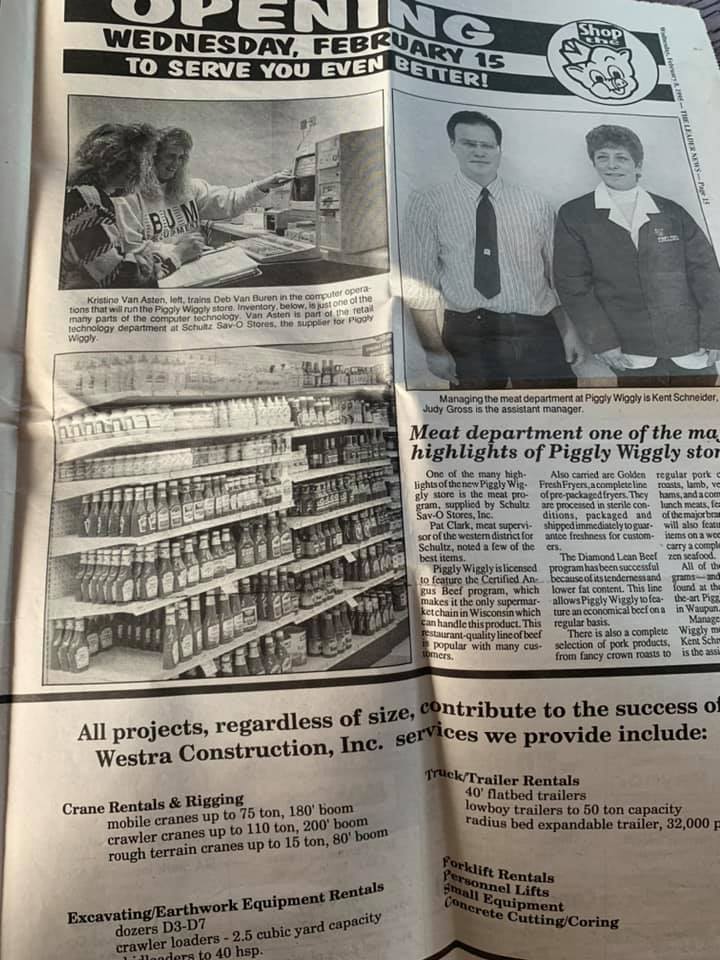 OPENING
WEDNESDAY, FEBRUARY 15
TO SERVE YOU EVEN BETTER!
Shop
the
Wednesday, February 8, 1995 — THE LEADER NEWS — Page 15
BUM
EQUIPMENT
Kristine Van Asten, left, trains Deb Van Buren in the computer opera-
tions that will run the Piggly Wiggly store. Inventory, below, is just one of the
many parts of the computer technology. Van Asten is part of the retail
technology department at Schultz Sav-O Stores, the supplier for Piggly
Wiggly.
Managing the meat department at Piggly Wiggly is Kent Schneider,
Judy Gross is the assistant manager.
Meat department one of the ma
highlights of Piggly Wiggly stor
One of the many high-
lights of the new Piggly Wig-
gly store is the meat pro-
gram, supplied by Schultz
Sav-O Stores, Inc.
Pat Clark, meat supervi-
sor of the western district for
Schultz, noted a few of the
best items.
Piggly Wiggly is licensed
to feature the Certified An-
gus Beef program, which
makes it the only supermar-
ket chain in Wisconsin which
can handle this product. This
restaurant-quality line of beef
is popular with many cus-
tomers.
Also carried are Golden
Fresh Fryers, a complete line
of pre-packaged fryers. They
are processed in sterile con-
ditions, packaged and
shipped immediately to guar-
antee freshness for custom-
ers.
The Diamond Lean Beef
program has been successful
because of its tenderness and
lower fat content. This line
allows Piggly Wiggly to fea-
ture an economical beef on a
regular basis.
There is also a complete
selection of pork products,
from fancy crown roasts to
regular pork c
roasts, lamb, ve
hams, and a com
lunch meats, fe
of the major bran
will also featu
items on a wee
carry a comple
zen seafood.
All of the
grams—and
found at the
the-art Pigg
in Waupun.
Manage
Wiggly m
Kent Schn
is the assi
All projects, regardless of size, contribute to the success of
Westra Construction, Inc. services we provide include:
Crane Rentals & Rigging
mobile cranes up to 75 ton, 180' boom
crawler cranes up to 110 ton, 200' boom
rough terrain cranes up to 15 ton, 80' boom
Excavating/Earthwork Equipment Rentals
dozers D3-D7
crawler loaders - 2.5 cubic yard capacity
loaders to 40 hsp.
Truck/Trailer Rentals
40' flatbed trailers
lowboy trailers to 50 ton capacity
radius bed expandable trailer, 32,000 p
Forklift Rentals
Personnel Lifts
Small Equipment
Concrete Cutting/Coring